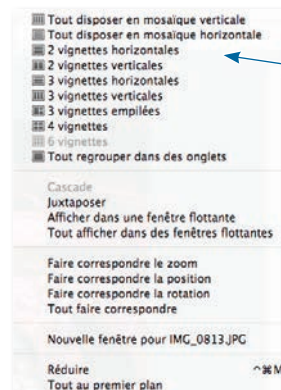 Tout disposer en mosaïque verticale
Tout disposer en mosaïque horizontale
2 vignettes horizontales
2 vignettes verticales
3 vignettes horizontales
3 vignettes verticales
3 vignettes empilées
4 vignettes
6 vignettes
Tout regrouper dans des onglets
Cascade
Juxtaposer
Afficher dans une fenêtre flottante
Tout afficher dans des fenêtres flottantes
Faire correspondre le zoom
Faire correspondre la position
Faire correspondre la rotation
Tout faire correspondre
Nouvelle fenêtre pour IMG_0813.JPG
Réduire ^⌘M
Tout au premier plan